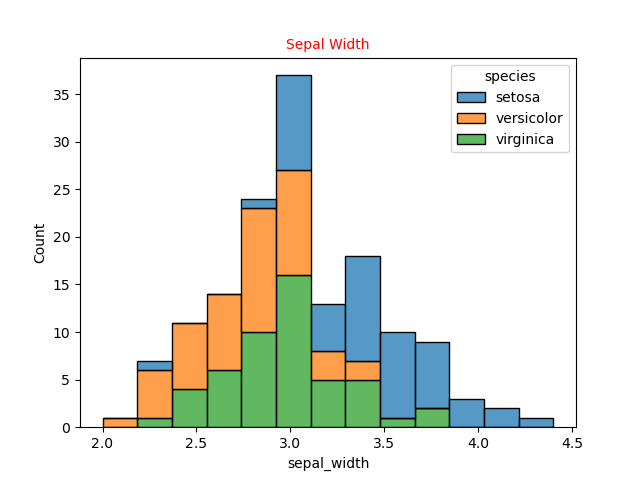 Sepal Width
species
setosa
versicolor
virginica
Count
35
30
25
20
15
10
5
0
2.0 2.5 3.0 3.5 4.0 4.5
sepal_width